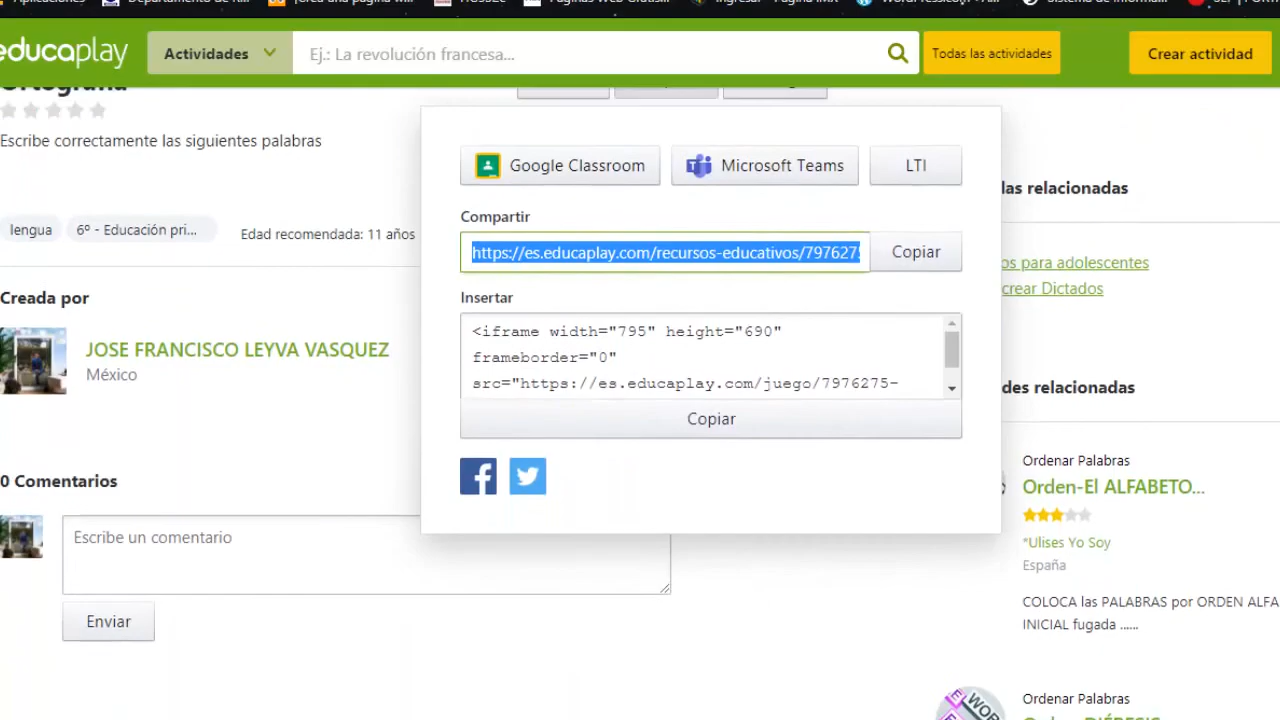 Aplicaciones
educaplay
Actividades
Ej.: La revolución francesa...
Todas las actividades
Crear actividad
Ortografía
Escribe correctamente las siguientes palabras
lengua
6º - Educación pri...
Edad recomendada: 11 años
Creada por
JOSE FRANCISCO LEYVA VASQUEZ
México
0 Comentarios
Escribe un comentario
Enviar
Google Classroom
Microsoft Teams
LTI
Compartir
https://es.educaplay.com/recursos-educativos/7976275
Copiar
Insertar
<iframe width="795" height="690"
frameborder="0"
src="https://es.educaplay.com/juego/7976275-
Copiar
las relacionadas
os para adolescentes
crear Dictados
des relacionadas
Ordenar Palabras
Orden-El ALFABETO...
*Ulises Yo Soy
España
COLOCA las PALABRAS por ORDEN ALFA
INICIAL fugada ......
Ordenar Palabras